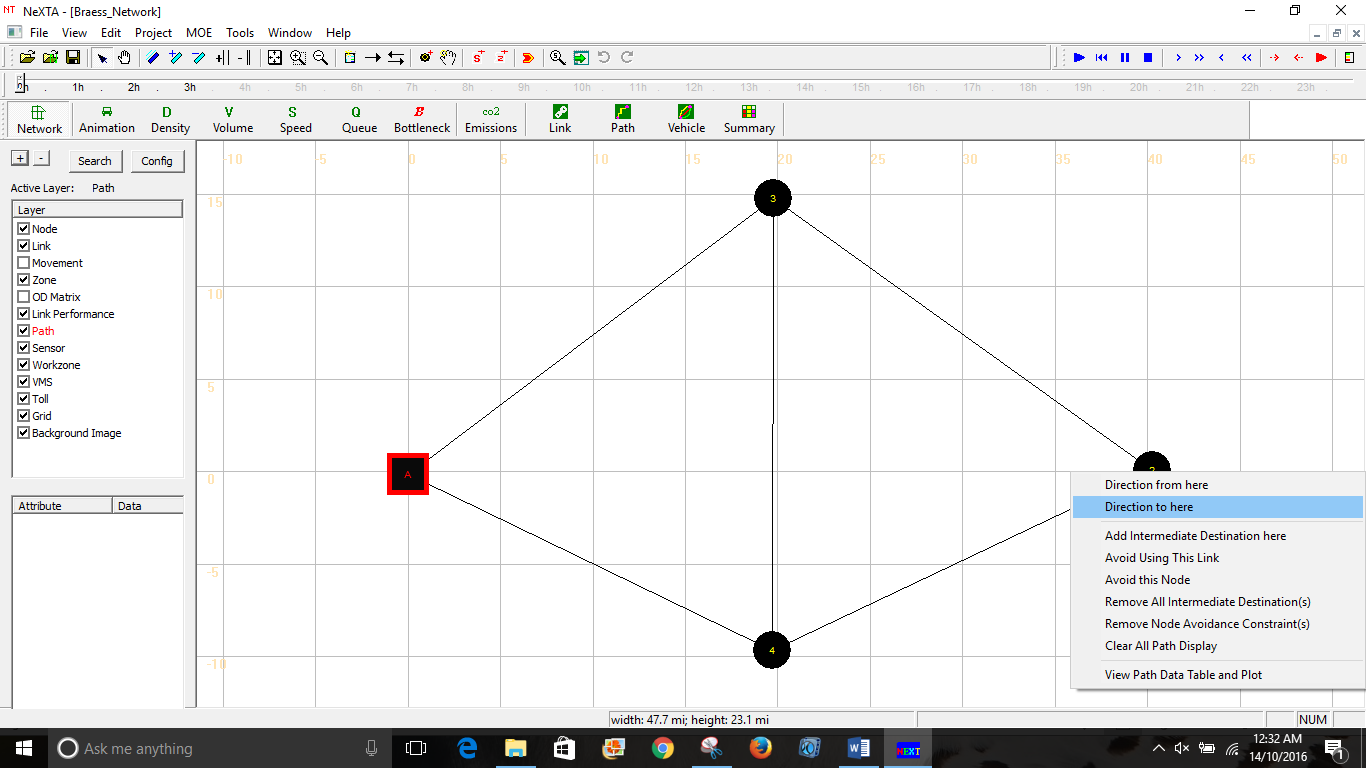 NeXTA - [Braess_Network]
File View Edit Project MOE Tools Window Help
0h 1h 2h 3h 4h 5h 6h 7h 8h 9h 10h 11h 12h 13h 14h 15h 16h 17h 18h 19h 20h 21h 22h 23h
Network Animation Density Volume Speed Queue Bottleneck Emissions Link Path Vehicle Summary
+ - Search Config
Active Layer: Path
Layer
Node
Link
Movement
Zone
OD Matrix
Link Performance
Path
Sensor
Workzone
VMS
Toll
Grid
Background Image
Attribute Data
-10 -5 0 5 10 15 20 25 30 35 40 45 50
15
10
5
0
-5
-10
3
A
2
4
Direction from here
Direction to here
Add Intermediate Destination here
Avoid Using This Link
Avoid this Node
Remove All Intermediate Destination(s)
Remove Node Avoidance Constraint(s)
Clear All Path Display
View Path Data Table and Plot
width: 47.7 mi; height: 23.1 mi
NUM
Ask me anything
12:32 AM
14/10/2016